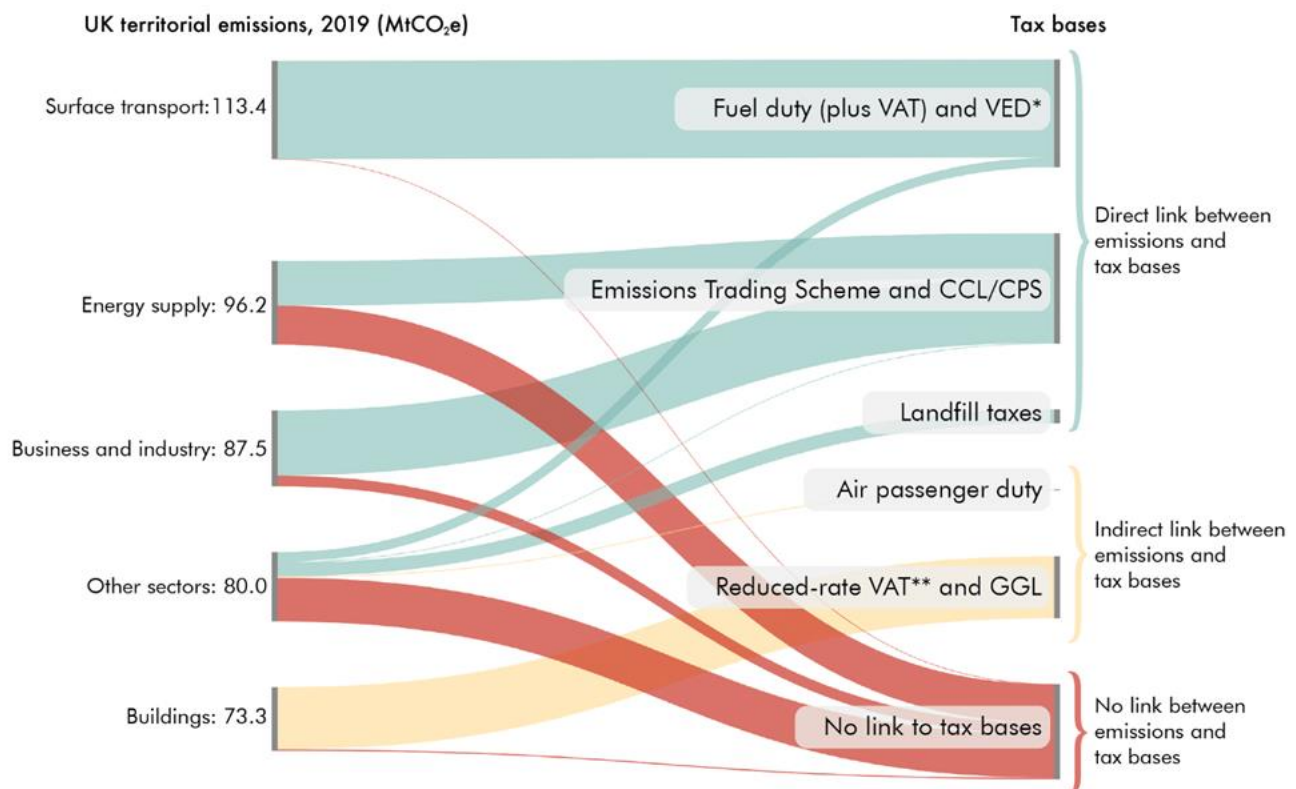 UK territorial emissions, 2019 (MtCO₂e)
Tax bases
Surface transport:113.4
Fuel duty (plus VAT) and VED*
Direct link between
emissions and
tax bases
Energy supply: 96.2
Emissions Trading Scheme and CCL/CPS
Business and industry: 87.5
Landfill taxes
Air passenger duty
Indirect link between
emissions and
tax bases
Other sectors: 80.0
Reduced-rate VAT** and GGL
Buildings: 73.3
No link to tax bases
No link between
emissions and
tax bases